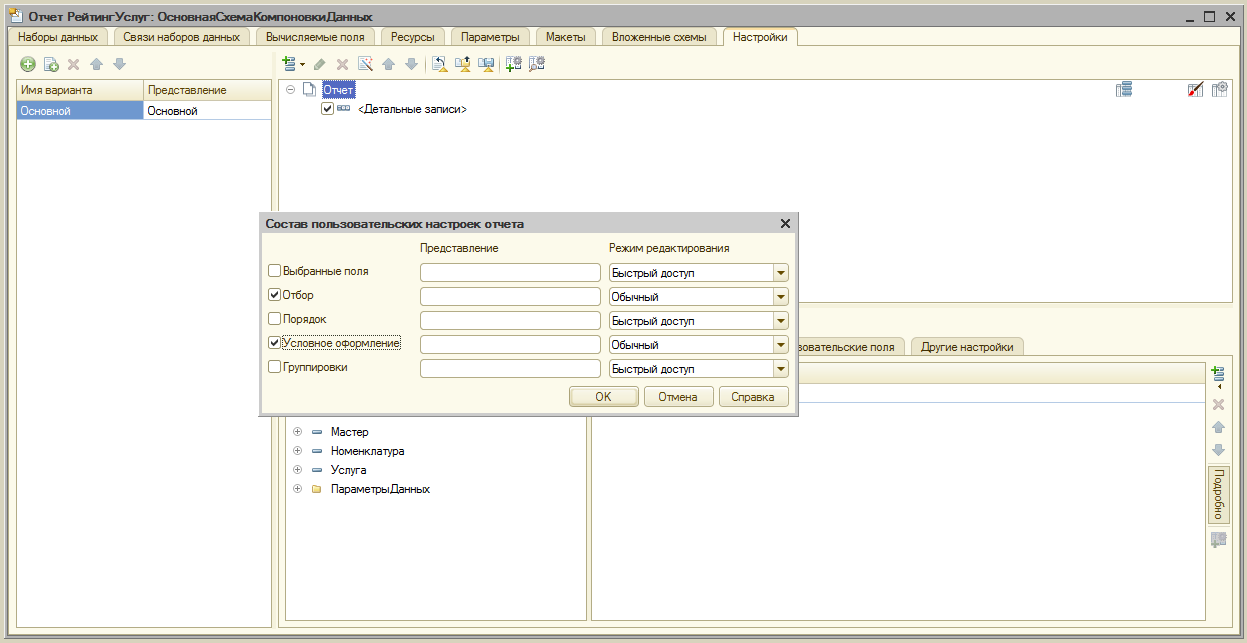 Отчет РейтингУслуг: ОсновнаяСхемаКомпоновкиДанных
Наборы данных Связи наборов данных Вычисляемые поля Ресурсы Параметры Макеты Вложенные схемы Настройки
Имя варианта Представление
Основной Основной
Отчет
<Детальные записи>
Состав пользовательских настроек отчета
Представление Режим редактирования
Выбранные поля Быстрый доступ
Отбор Обычный
Порядок Быстрый доступ
Условное оформление Обычный
Группировки Быстрый доступ
OK Отмена Справка
зовательские поля Другие настройки
Мастер
Номенклатура
Услуга
ПараметрыДанных
Подробно